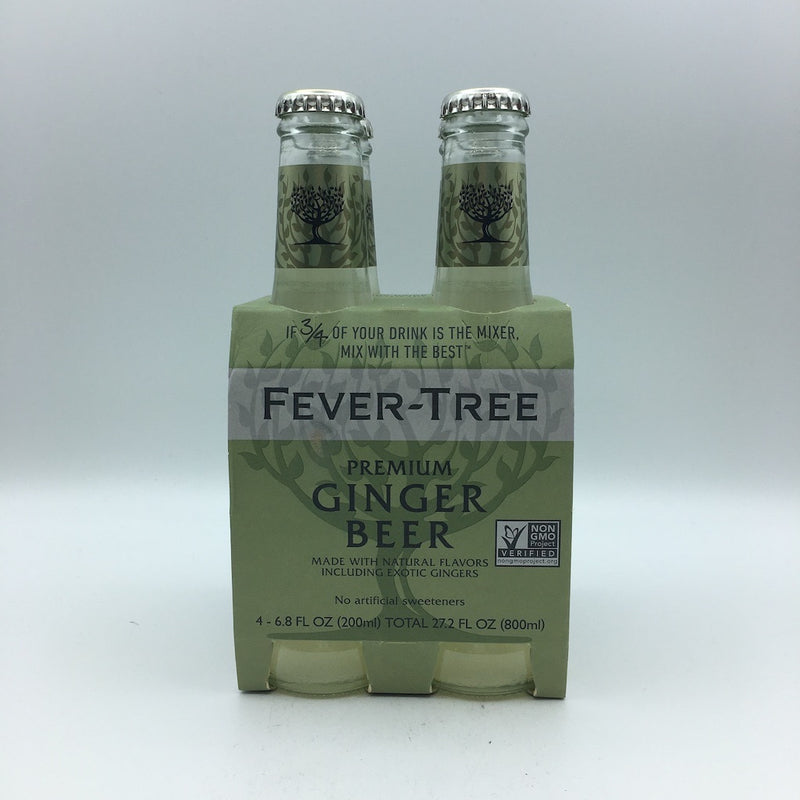 IF 3/4 OF YOUR DRINK IS THE MIXER,
MIX WITH THE BEST™
FEVER-TREE
PREMIUM
GINGER
BEER
MADE WITH NATURAL FLAVORS
INCLUDING EXOTIC GINGERS
No artificial sweeteners
4 - 6.8 FL OZ (200ml) TOTAL 27.2 FL OZ (800ml)
NON
GMO
Project
VERIFIED
nongmoproject.org